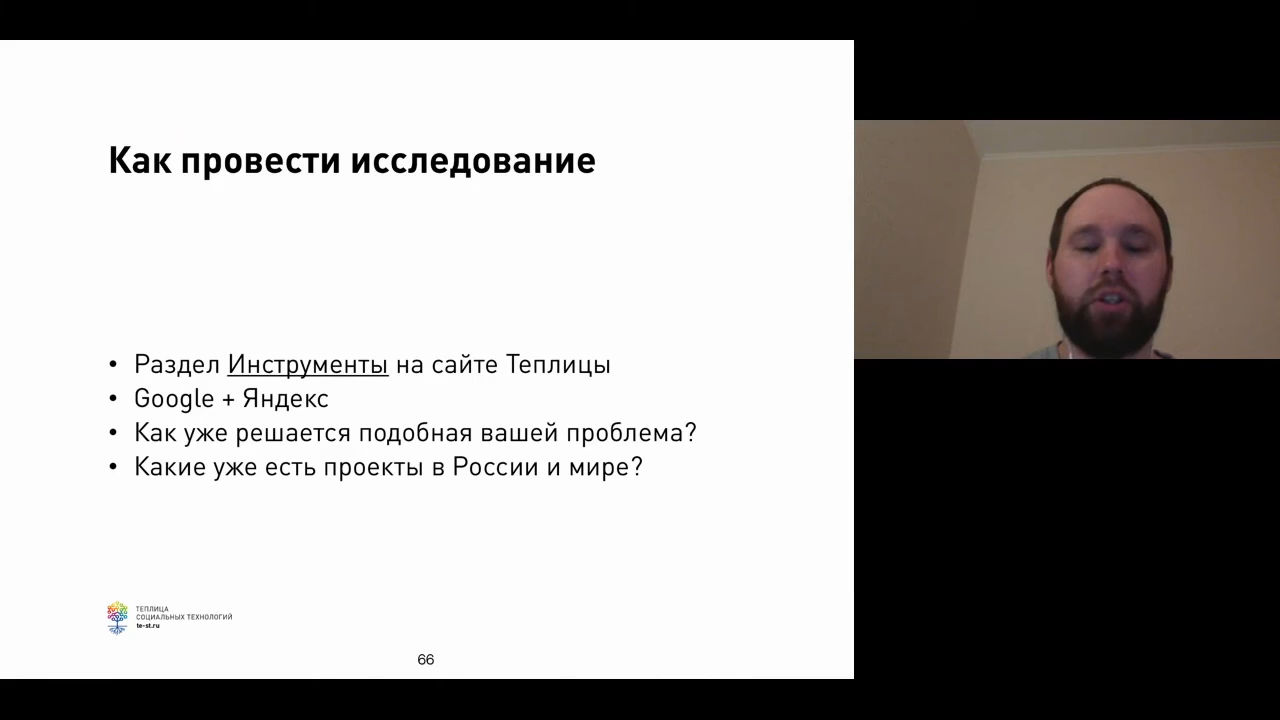 Как провести исследование
• Раздел Инструменты на сайте Теплицы
• Google + Яндекс
• Как уже решается подобная вашей проблема?
• Какие уже есть проекты в России и мире?
ТЕПЛИЦА
СОЦИАЛЬНЫХ ТЕХНОЛОГИЙ
te-st.ru
66